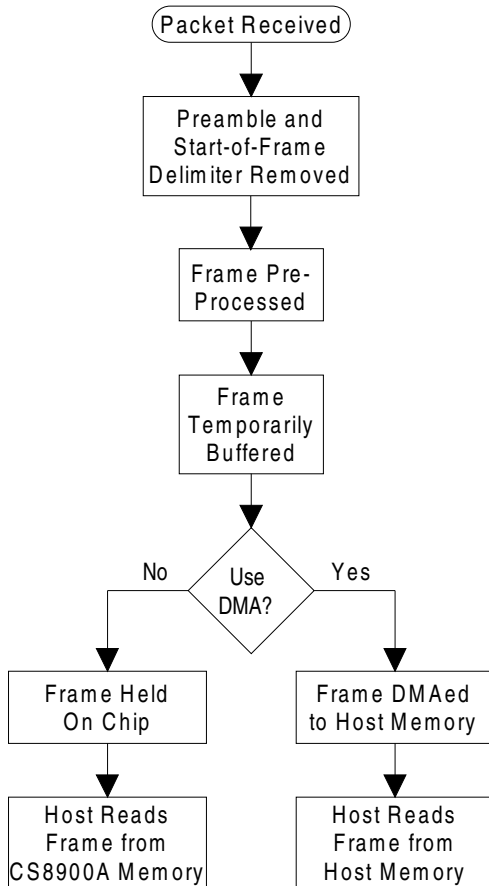 Packet Received
Preamble and
Start-of-Frame
Delimiter Removed
Frame Pre-
Processed
Frame
Temporarily
Buffered
Use
DMA?
No
Yes
Frame Held
On Chip
Frame DMAed
to Host Memory
Host Reads
Frame from
CS8900A Memory
Host Reads
Frame from
Host Memory